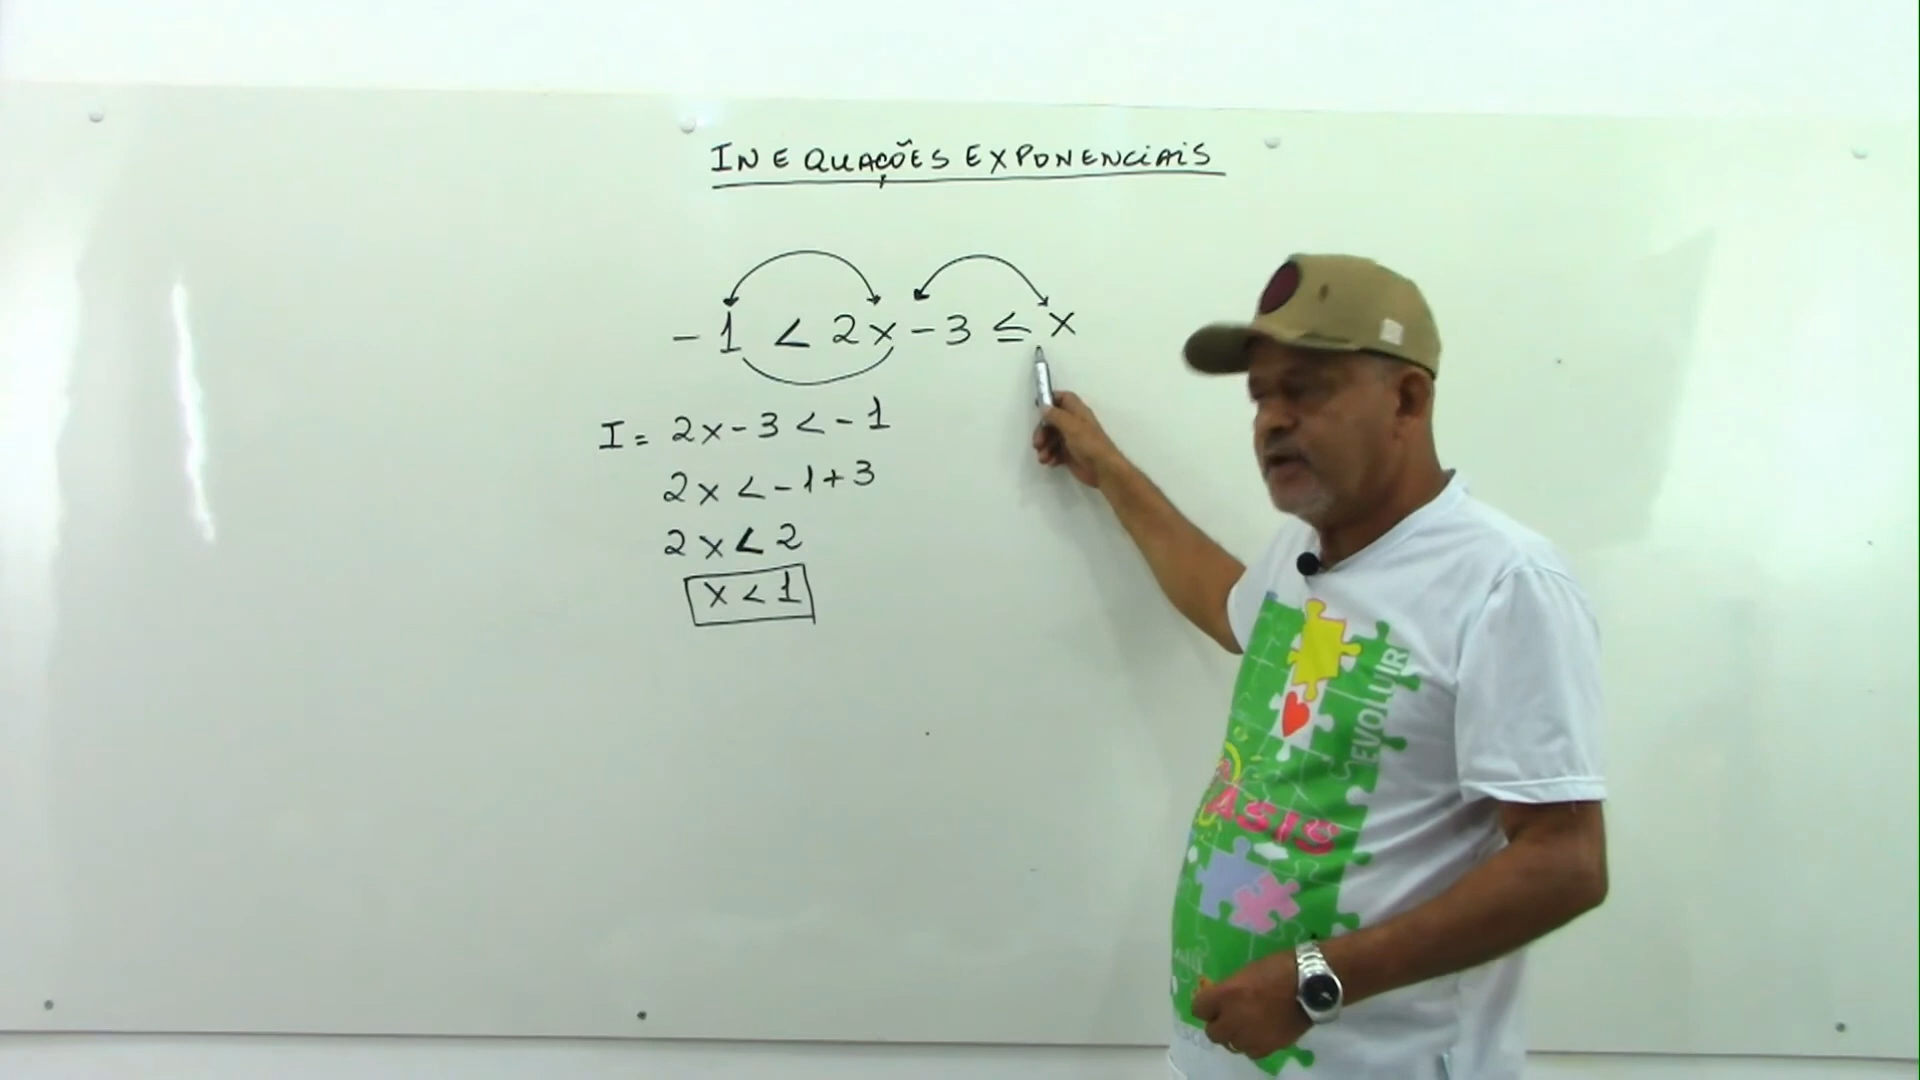 INEQUAÇÕES EXPONENCIAIS
- 1 < 2x - 3 ≤ x
I = 2x - 3 < - 1
2x < - 1 + 3
2x < 2
x < 1
EVOLUIR